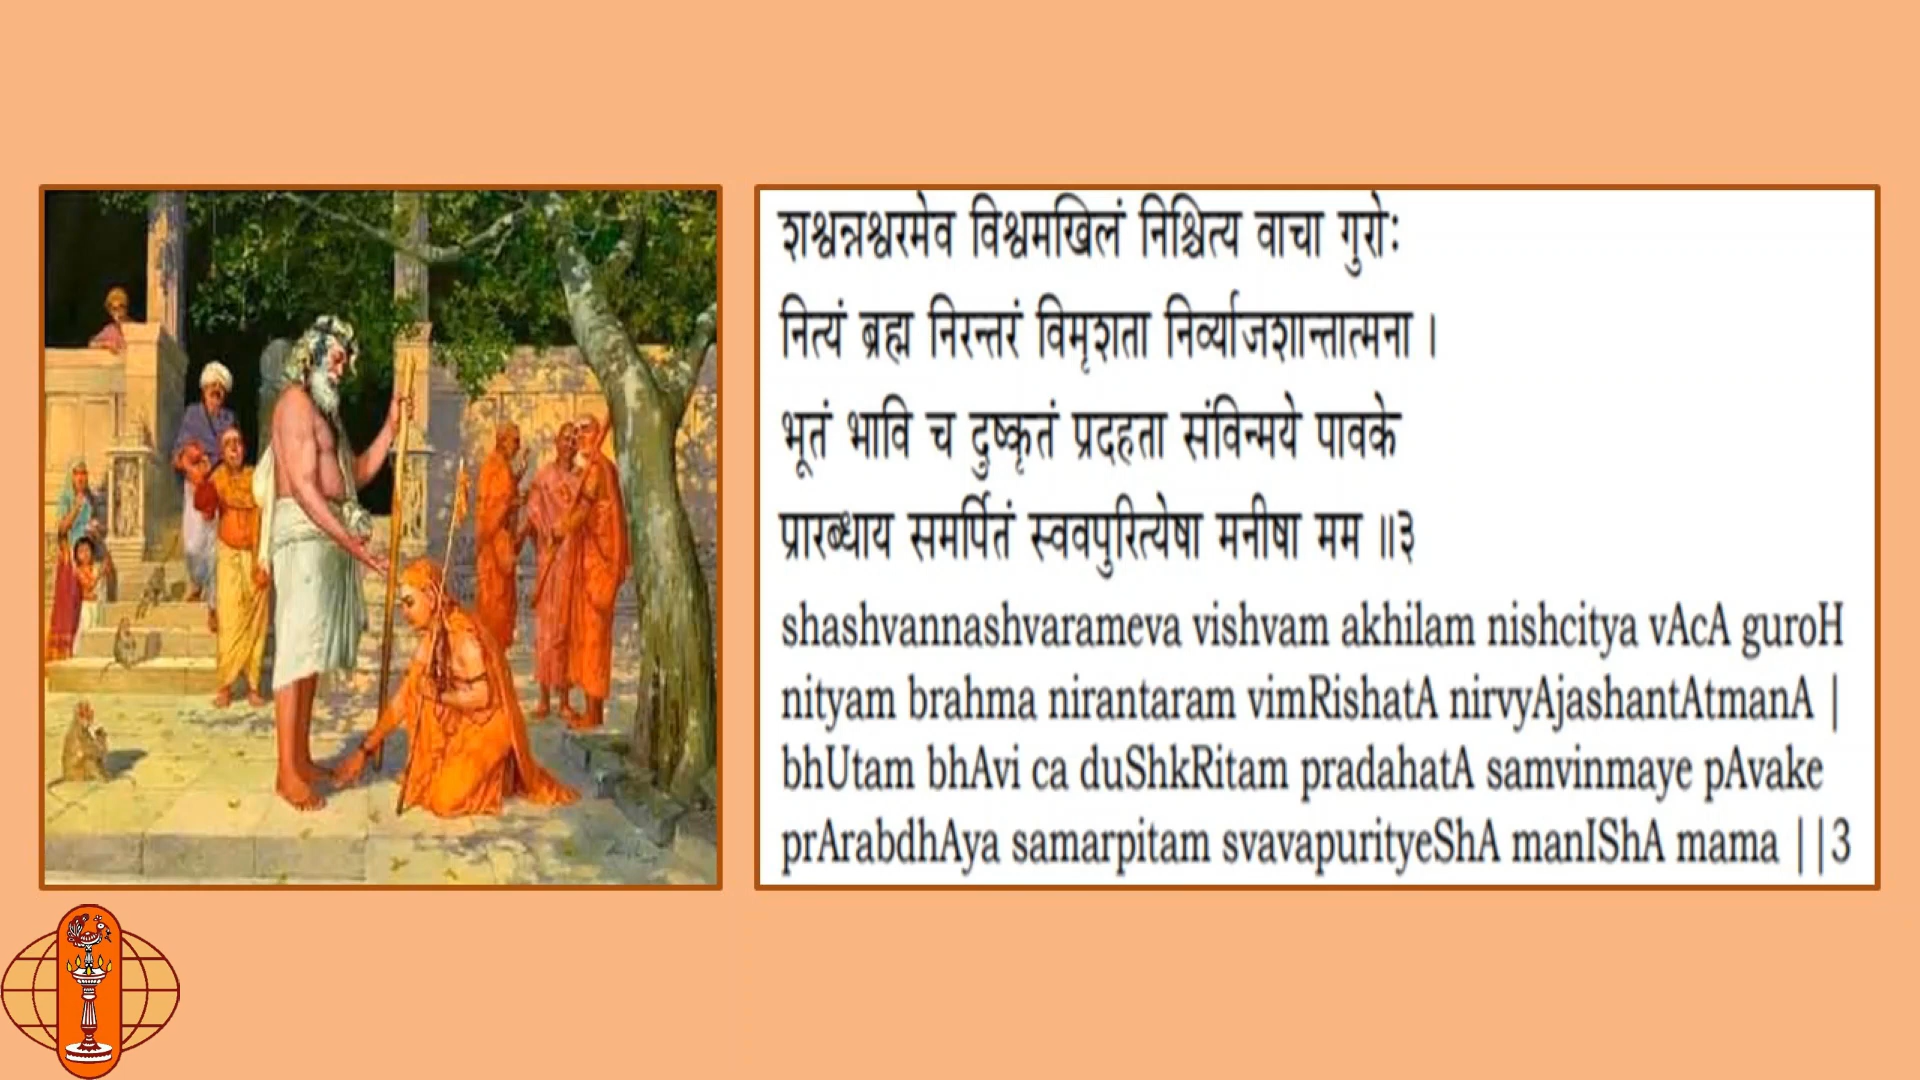 शश्वन्नश्वरमेव विश्वमखिलं निश्चित्य वाचा गुरोः
नित्यं ब्रह्म निरन्तरं विमृशता निर्व्याजशान्तात्मना ।
भूतं भावि च दुष्कृतं प्रदहता संविन्मये पावके
प्रारब्धाय समर्पितं स्ववपुरित्येषा मनीषा मम ॥३
shashvannashvarameva vishvam akhilam nishcitya vAcA guroH
nityam brahma nirantaram vimRishatA nirvyAjashantAtmanA |
bhUtam bhAvi ca duShkRitam pradahatA samvinmaye pAvake
prArabdhAya samarpitam svavapurityeShA manIShA mama ||3